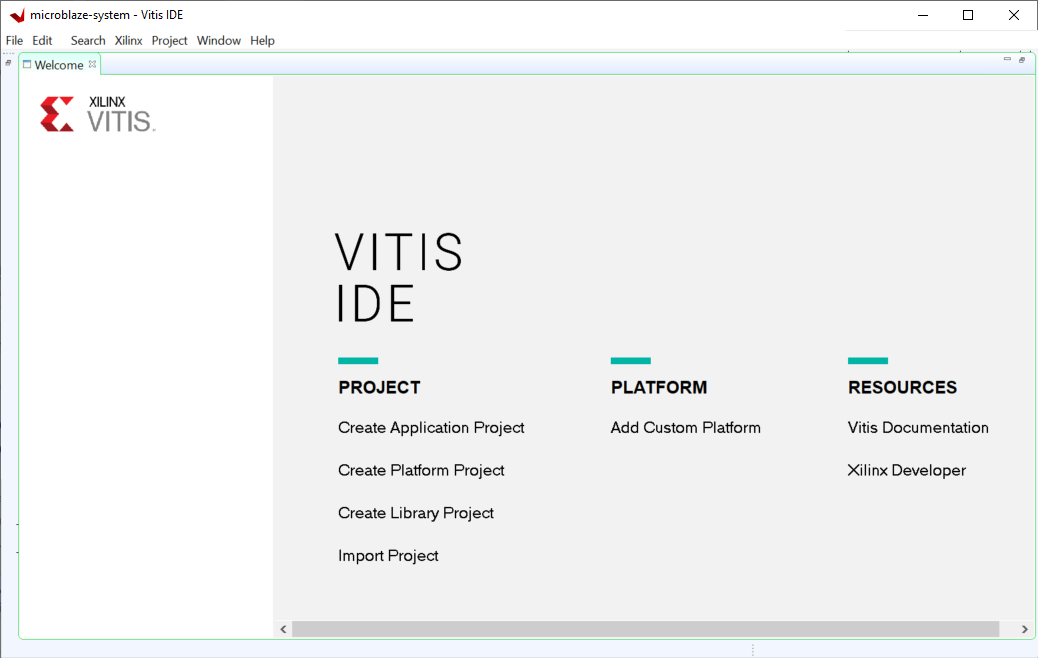 microblaze-system - Vitis IDE
File Edit Search Xilinx Project Window Help
Welcome
XILINX
VITIS
VITIS
IDE
PROJECT
Create Application Project
Create Platform Project
Create Library Project
Import Project
PLATFORM
Add Custom Platform
RESOURCES
Vitis Documentation
Xilinx Developer